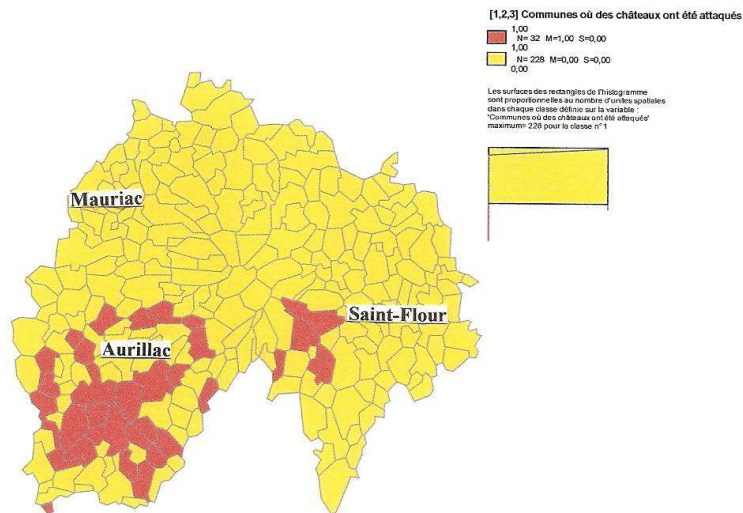 [1,2,3] Communes où des châteaux ont été attaqués
1,00
N= 32 M=1,00 S=0,00
1,00
N= 228 M=0,00 S=0,00
0,00
Les surfaces des rectangles de l'histogramme
sont proportionnelles au nombre d'unites spatiales
dans chaque classe définie sur la variable :
'Communes où des châteaux ont été attaqués'
maximum= 228 pour la classe n° 1
Mauriac
Saint-Flour
Aurillac